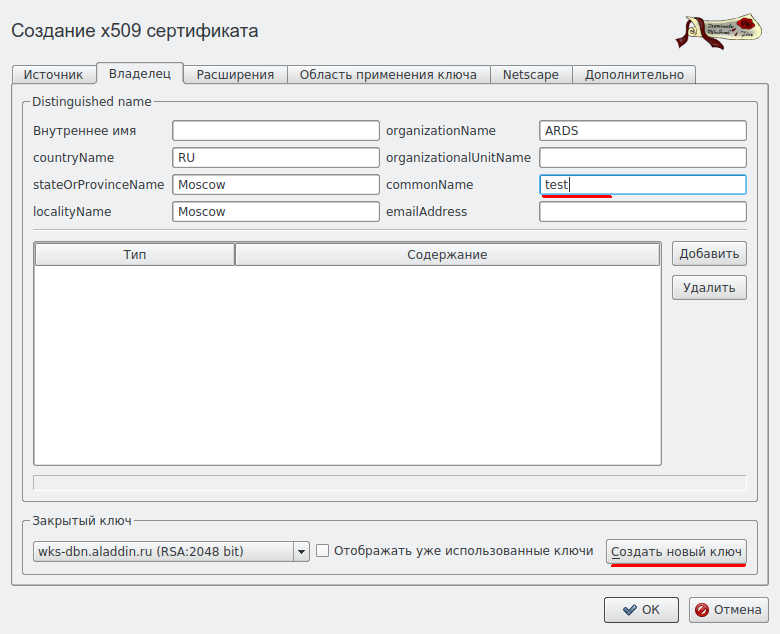 Создание x509 сертификата
Источник Владелец Расширения Область применения ключа Netscape Дополнительно
Distinguished name
Внутреннее имя organizationName ARDS
countryName RU organizationalUnitName
stateOrProvinceName Moscow commonName test
localityName Moscow emailAddress
Тип Содержание Добавить
Удалить
Закрытый ключ
wks-dbn.aladdin.ru (RSA:2048 bit) Отображать уже использованные ключи Создать новый ключ
OK Отмена